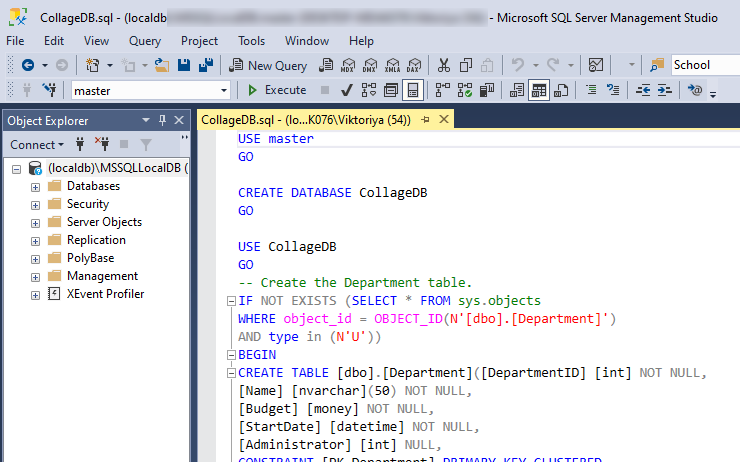 CollageDB.sql - (localdb - Microsoft SQL Server Management Studio
File Edit View Query Project Tools Window Help
New Query MDX DMX XMLA DAX School
master Execute
Object Explorer
CollageDB.sql - (lo...K076\Viktoriya (54))
Connect
(localdb)\MSSQLLocalDB (
Databases
Security
Server Objects
Replication
PolyBase
Management
XEvent Profiler
USE master
GO
CREATE DATABASE CollageDB
GO
USE CollageDB
GO
-- Create the Department table.
IF NOT EXISTS (SELECT * FROM sys.objects
WHERE object_id = OBJECT_ID(N'[dbo].[Department]')
AND type in (N'U'))
BEGIN
CREATE TABLE [dbo].[Department]([DepartmentID] [int] NOT NULL,
[Name] [nvarchar](50) NOT NULL,
[Budget] [money] NOT NULL,
[StartDate] [datetime] NOT NULL,
[Administrator] [int] NULL,
CONSTRAINT [PK_Department] PRIMARY KEY CLUSTERED